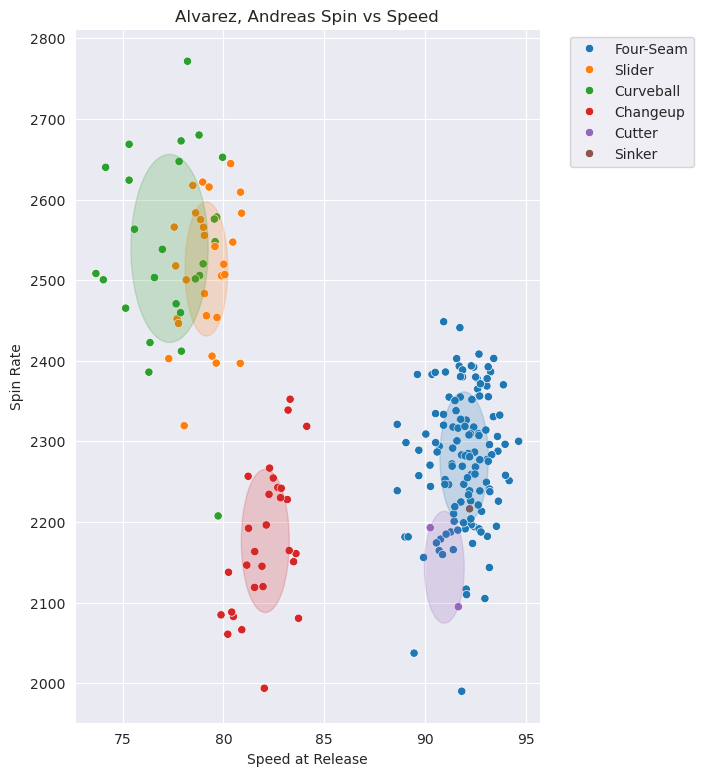 Alvarez, Andreas Spin vs Speed
2800
2700
2600
2500
2400
2300
2200
2100
2000
Spin Rate
75
80
85
90
95
Speed at Release
Four-Seam
Slider
Curveball
Changeup
Cutter
Sinker